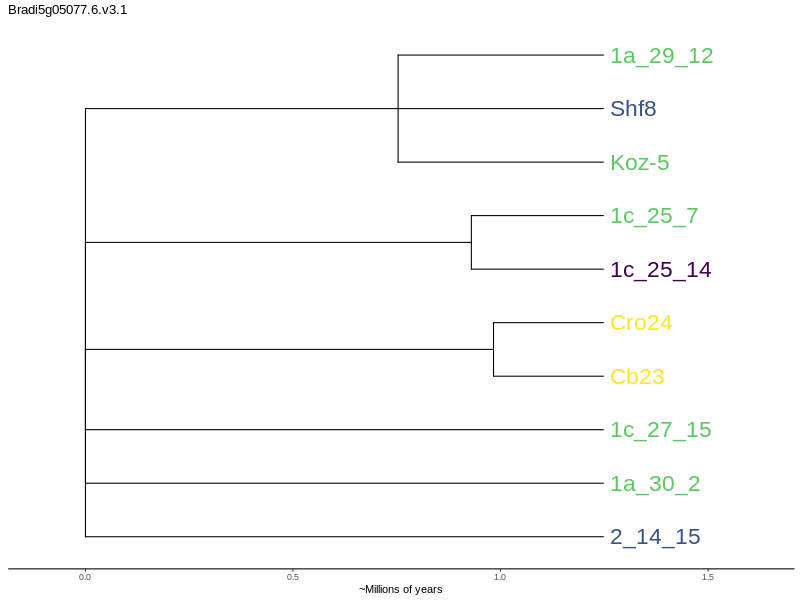 Bradi5g05077.6.v3.1
1a_29_12
Shf8
Koz-5
1c_25_7
1c_25_14
Cro24
Cb23
1c_27_15
1a_30_2
2_14_15
0.0 0.5 1.0 1.5
~Millions of years